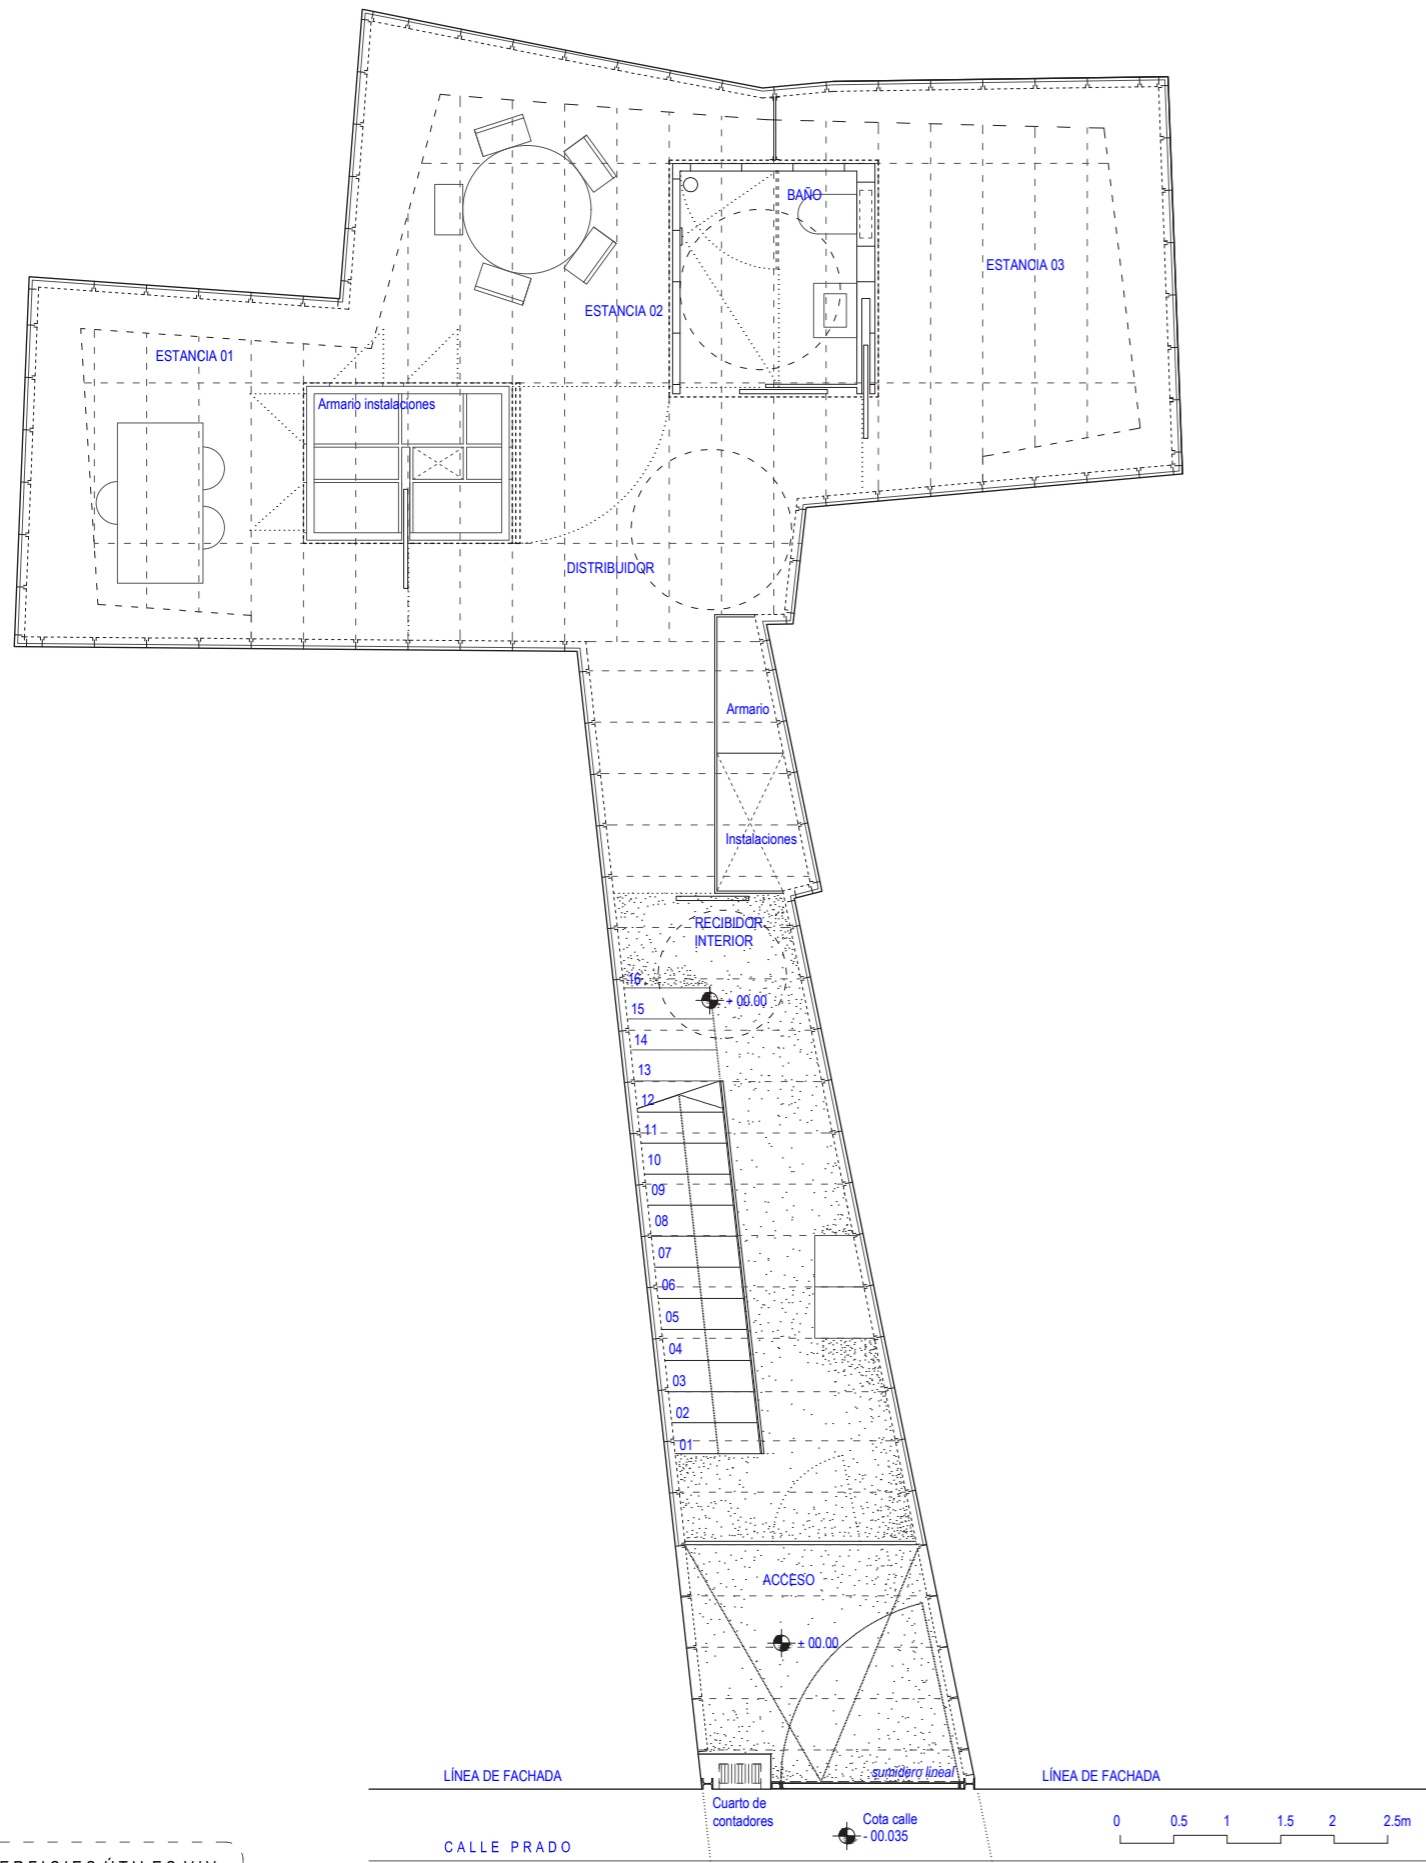 BAÑO
ESTANCIA 03
ESTANCIA 02
ESTANCIA 01
Armario instalaciones
DISTRIBUIDOR
Armario
Instalaciones
RECIBIDOR
INTERIOR
16
± 00.00
15
14
13
12
11
10
09
08
07
06
05
04
03
02
01
ACCESO
± 00.00
sumidero lineal
LÍNEA DE FACHADA
LÍNEA DE FACHADA
Cuarto de
contadores
Cota calle
- 00.035
0 0.5 1 1.5 2 2.5m
CALLE PRADO